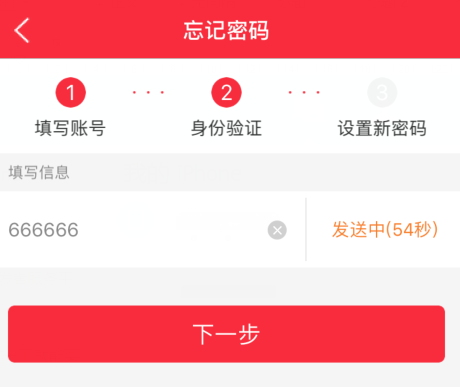 忘记密码
1 · · · 2 · · · 3
填写账号 身份验证 设置新密码
填写信息
666666 发送中(54秒)
下一步